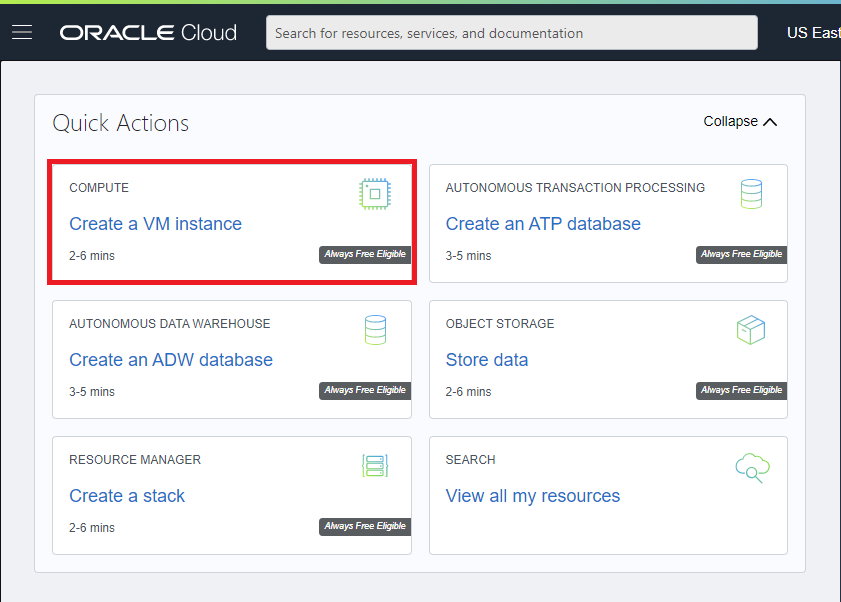 ORACLE Cloud
Search for resources, services, and documentation
US East
Quick Actions
Collapse
COMPUTE
Create a VM instance
2-6 mins
Always Free Eligible
AUTONOMOUS TRANSACTION PROCESSING
Create an ATP database
3-5 mins
Always Free Eligible
AUTONOMOUS DATA WAREHOUSE
Create an ADW database
3-5 mins
Always Free Eligible
OBJECT STORAGE
Store data
2-6 mins
Always Free Eligible
RESOURCE MANAGER
Create a stack
2-6 mins
Always Free Eligible
SEARCH
View all my resources